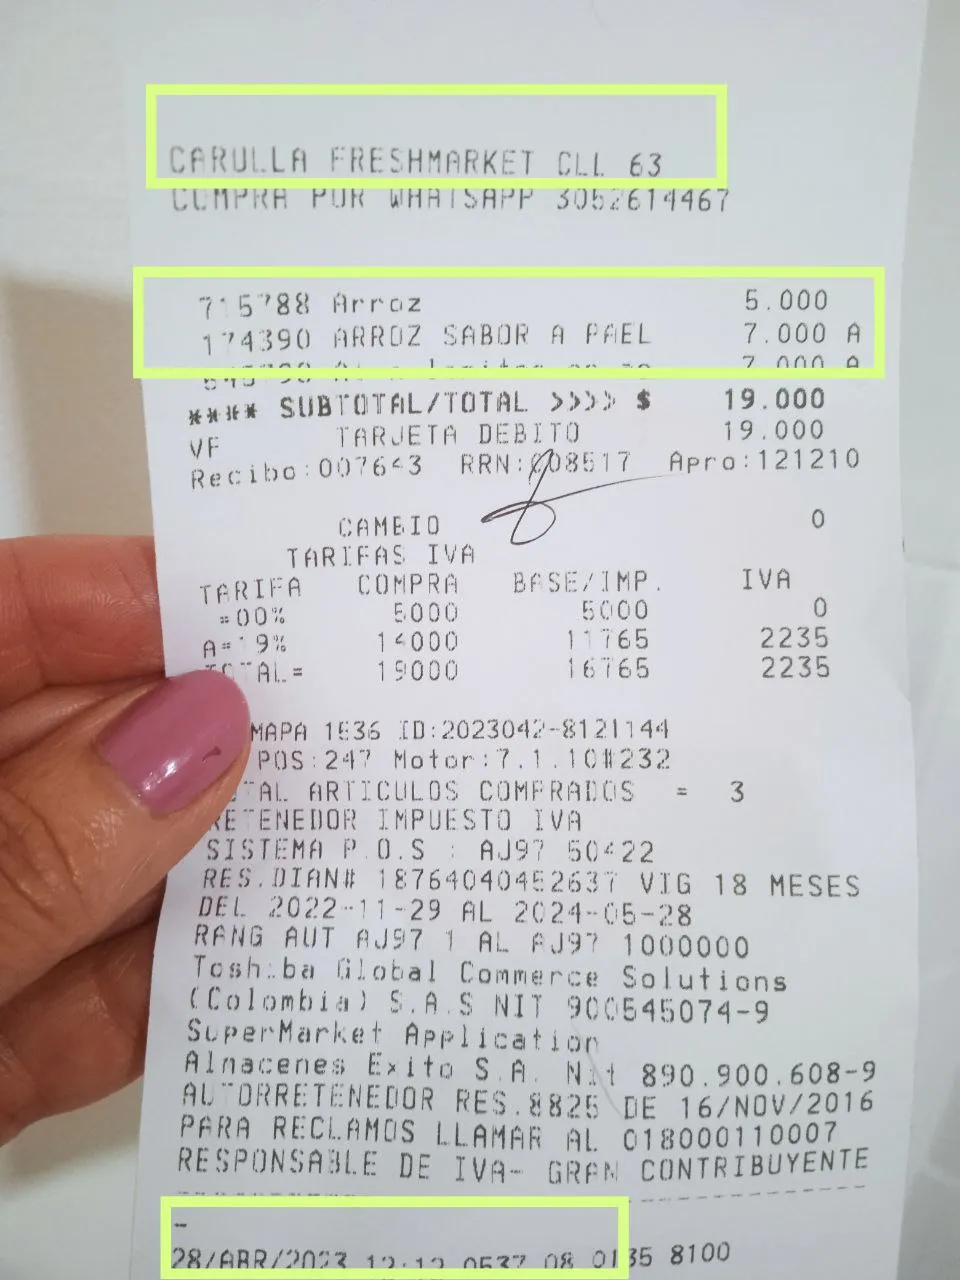 CARULLA FRESHMARKET CLL 63
COMPRA POR WHATSAPP 3052614467
715788 Arroz 5.000
174390 ARROZ SABOR A PAEL 7.000 A
7.000 A
**** SUBTOTAL/TOTAL >>>> $ 19.000
VF TARJETA DEBITO 19.000
Recibo:007643 RRN:008517 Apro:121210
CAMBIO 0
TARIFAS IVA
TARIFA COMPRA BASE/IMP. IVA
=00% 5000 5000 0
A=19% 14000 11765 2235
TOTAL= 19000 16765 2235
MAPA 1536 ID:2023042-8121144
POS:247 Motor:7.1.10#232
TOTAL ARTICULOS COMPRADOS = 3
RETENEDOR IMPUESTO IVA
SISTEMA P.O.S : AJ97 50422
RES.DIAN# 18764040452637 VIG 18 MESES
DEL 2022-11-29 AL 2024-05-28
RANG AUT AJ97 1 AL AJ97 1000000
Toshiba Global Commerce Solutions
(Colombia) S.A.S NIT 900545074-9
SuperMarket Application
Almacenes Exito S.A. Nit 890.900.608-9
AUTORRETENEDOR RES.8825 DE 16/NOV/2016
PARA RECLAMOS LLAMAR AL 018000110007
RESPONSABLE DE IVA- GRAN CONTRIBUYENTE
28/ABR/2023 12:12 0537 08 0135 8100